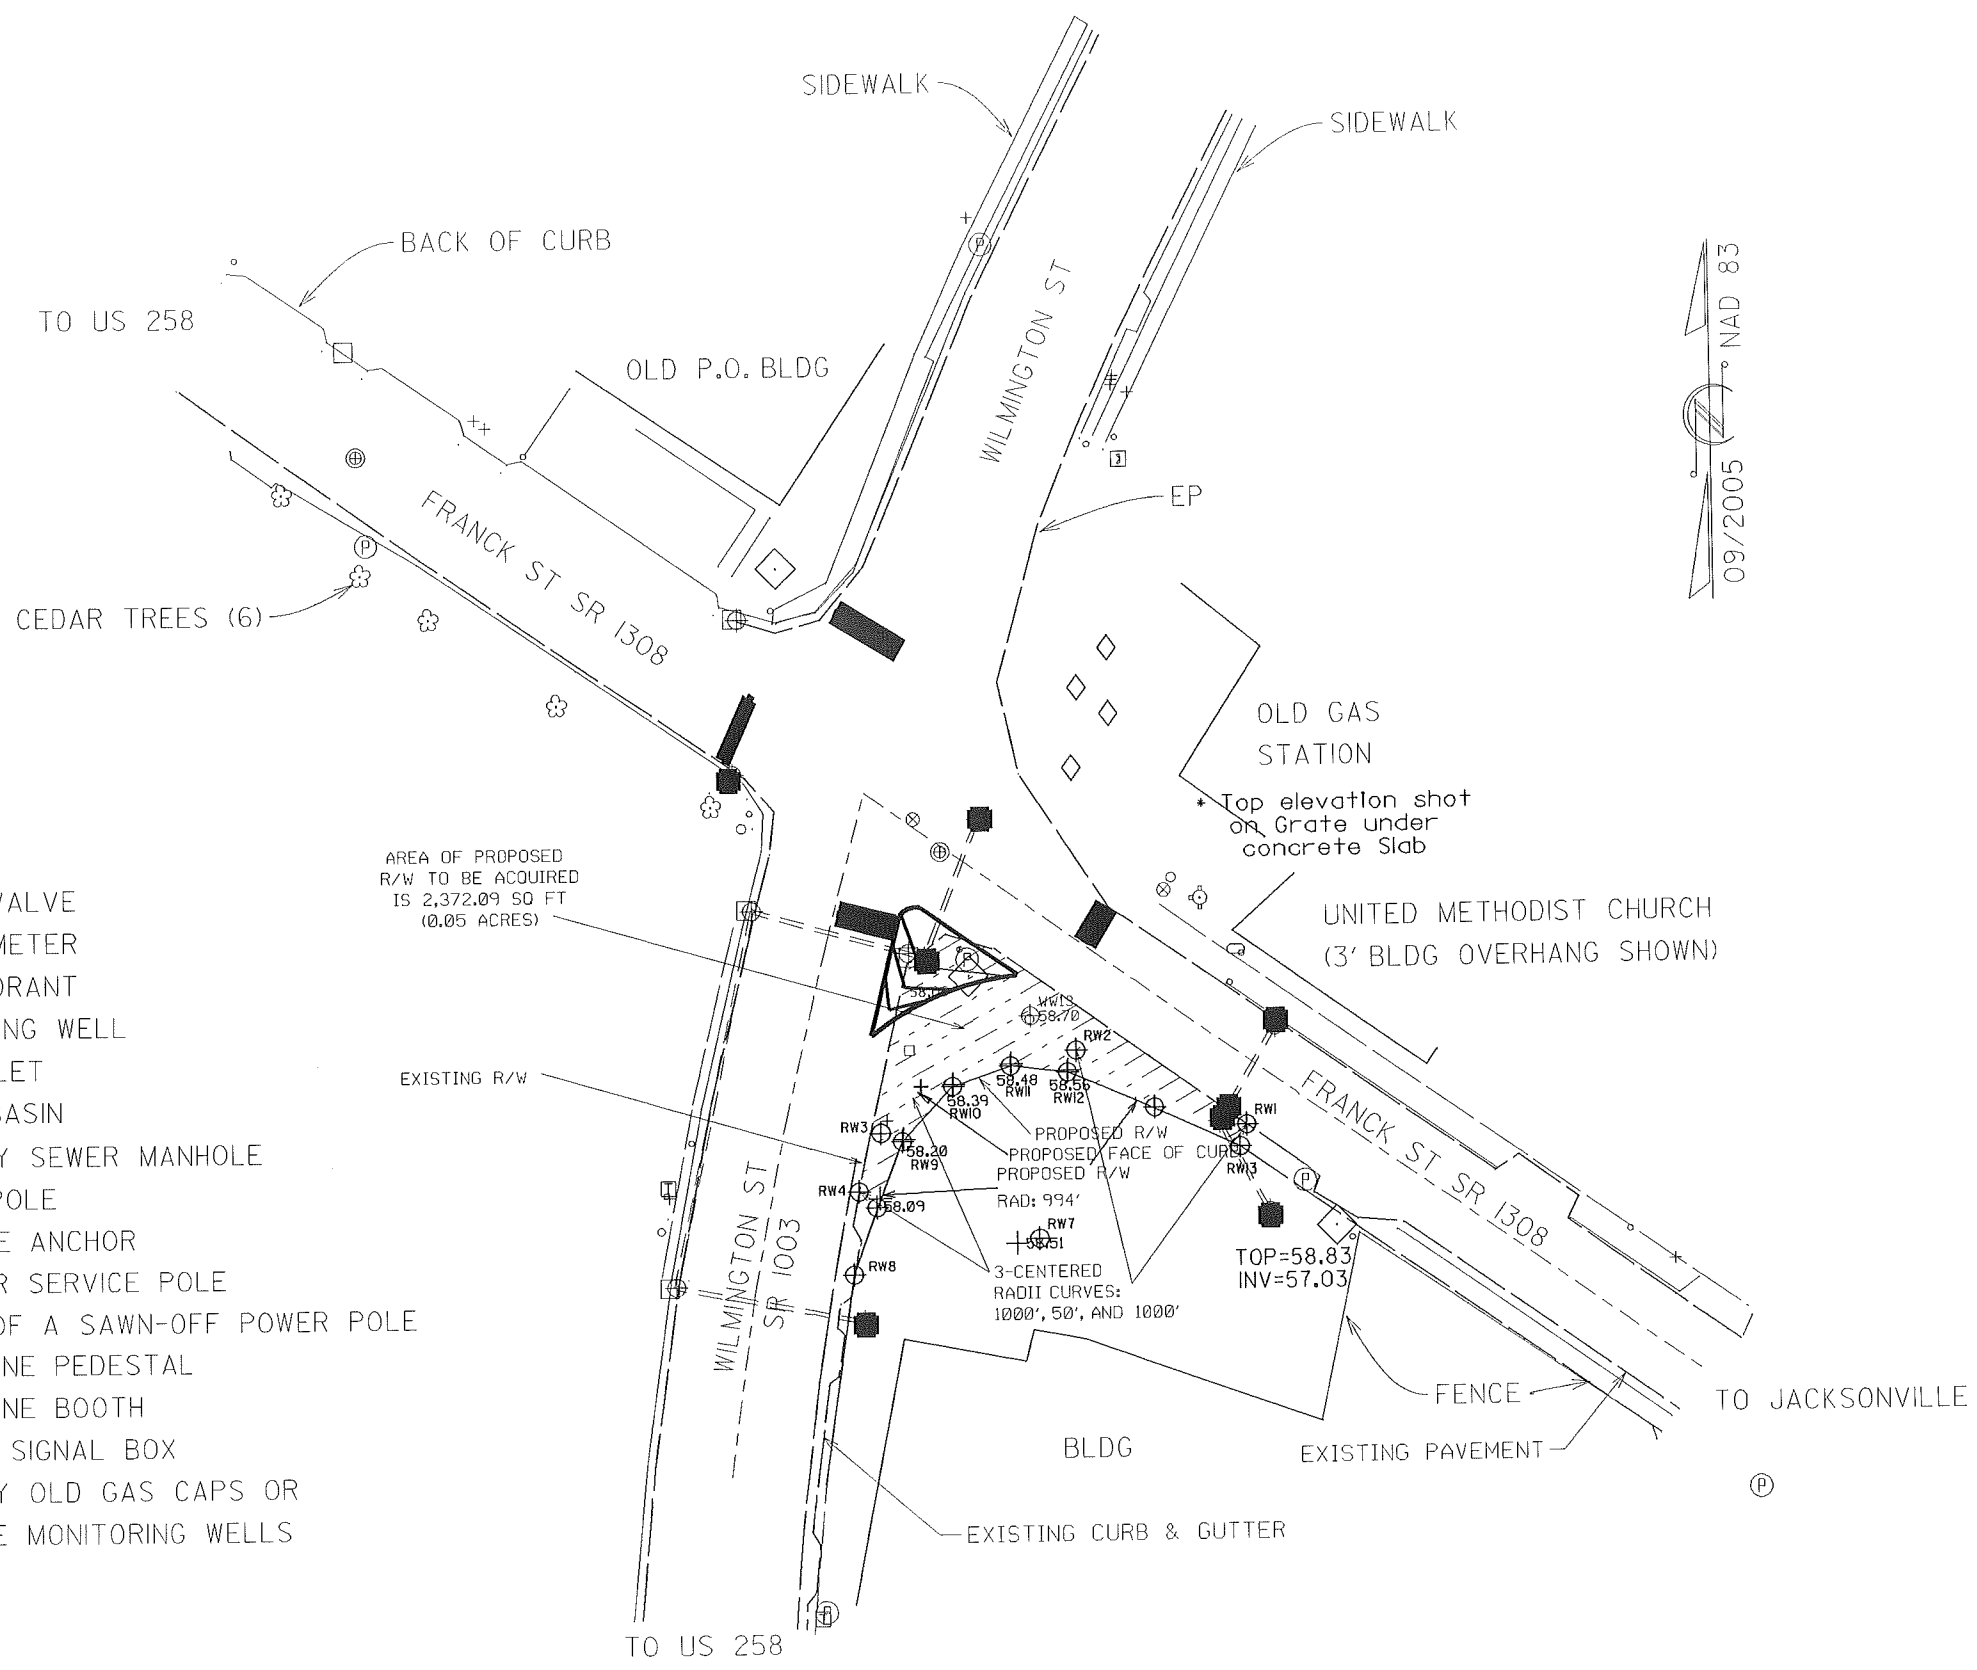 SIDEWALK
SIDEWALK
BACK OF CURB
TO US 258
OLD P.O. BLDG
WILMINGTON ST
NAD 83
09/2005
EP
FRANCK ST SR 1308
CEDAR TREES (6)
OLD GAS
STATION
* Top elevation shot
on Grate under
concrete Slab
AREA OF PROPOSED
R/W TO BE ACQUIRED
IS 2,372.09 SQ FT
(0.05 ACRES)
UNITED METHODIST CHURCH
(3' BLDG OVERHANG SHOWN)
VALVE
METER
DRANT
ING WELL
LET
BASIN
Y SEWER MANHOLE
POLE
E ANCHOR
R SERVICE POLE
OF A SAWN-OFF POWER POLE
NE PEDESTAL
NE BOOTH
SIGNAL BOX
Y OLD GAS CAPS OR
E MONITORING WELLS
58.70
RW2
EXISTING R/W
58.48
RW11
58.56
RW12
58.39
RW10
RW1
RW3
58.20
RW9
PROPOSED R/W
PROPOSED FACE OF CURB
PROPOSED R/W
RW13
RAD: 994'
RW4
58.09
RW7
58.51
RW8
3-CENTERED
RADII CURVES:
1000', 50', AND 1000'
TOP=58.83
INV=57.03
FRANCK ST SR 1308
WILMINGTON ST
SR 1003
FENCE
TO JACKSONVILLE
BLDG
EXISTING PAVEMENT
P
P
P
P
P
P
EXISTING CURB & GUTTER
TO US 258